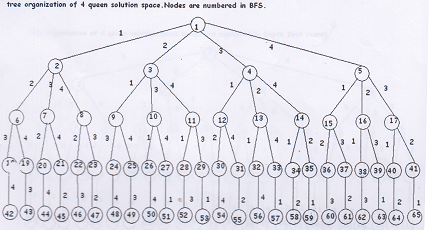 tree organization of 4 queen solution space.Nodes are numbered in BFS.
1
1 2 3 4
2 3 4 5
2 3 4 1 3 4 1 2 4 1 2 3
6 7 8 9 10 11 12 13 14 15 16 17
3 4 2 4 2 3 3 4 1 4 1 3 2 4 1 4 1 2 2 3 1 3 1 2
19 20 21 22 23 24 25 26 27 28 29 30 31 32 33 34 35 36 37 38 39 40 41
4 3 4 2 3 2 4 3 4 1 3 1 4 2 4 1 2 1 3 2 3 1 2 1
42 43 44 45 46 47 48 49 50 51 52 53 54 55 56 57 58 59 60 61 62 63 64 65